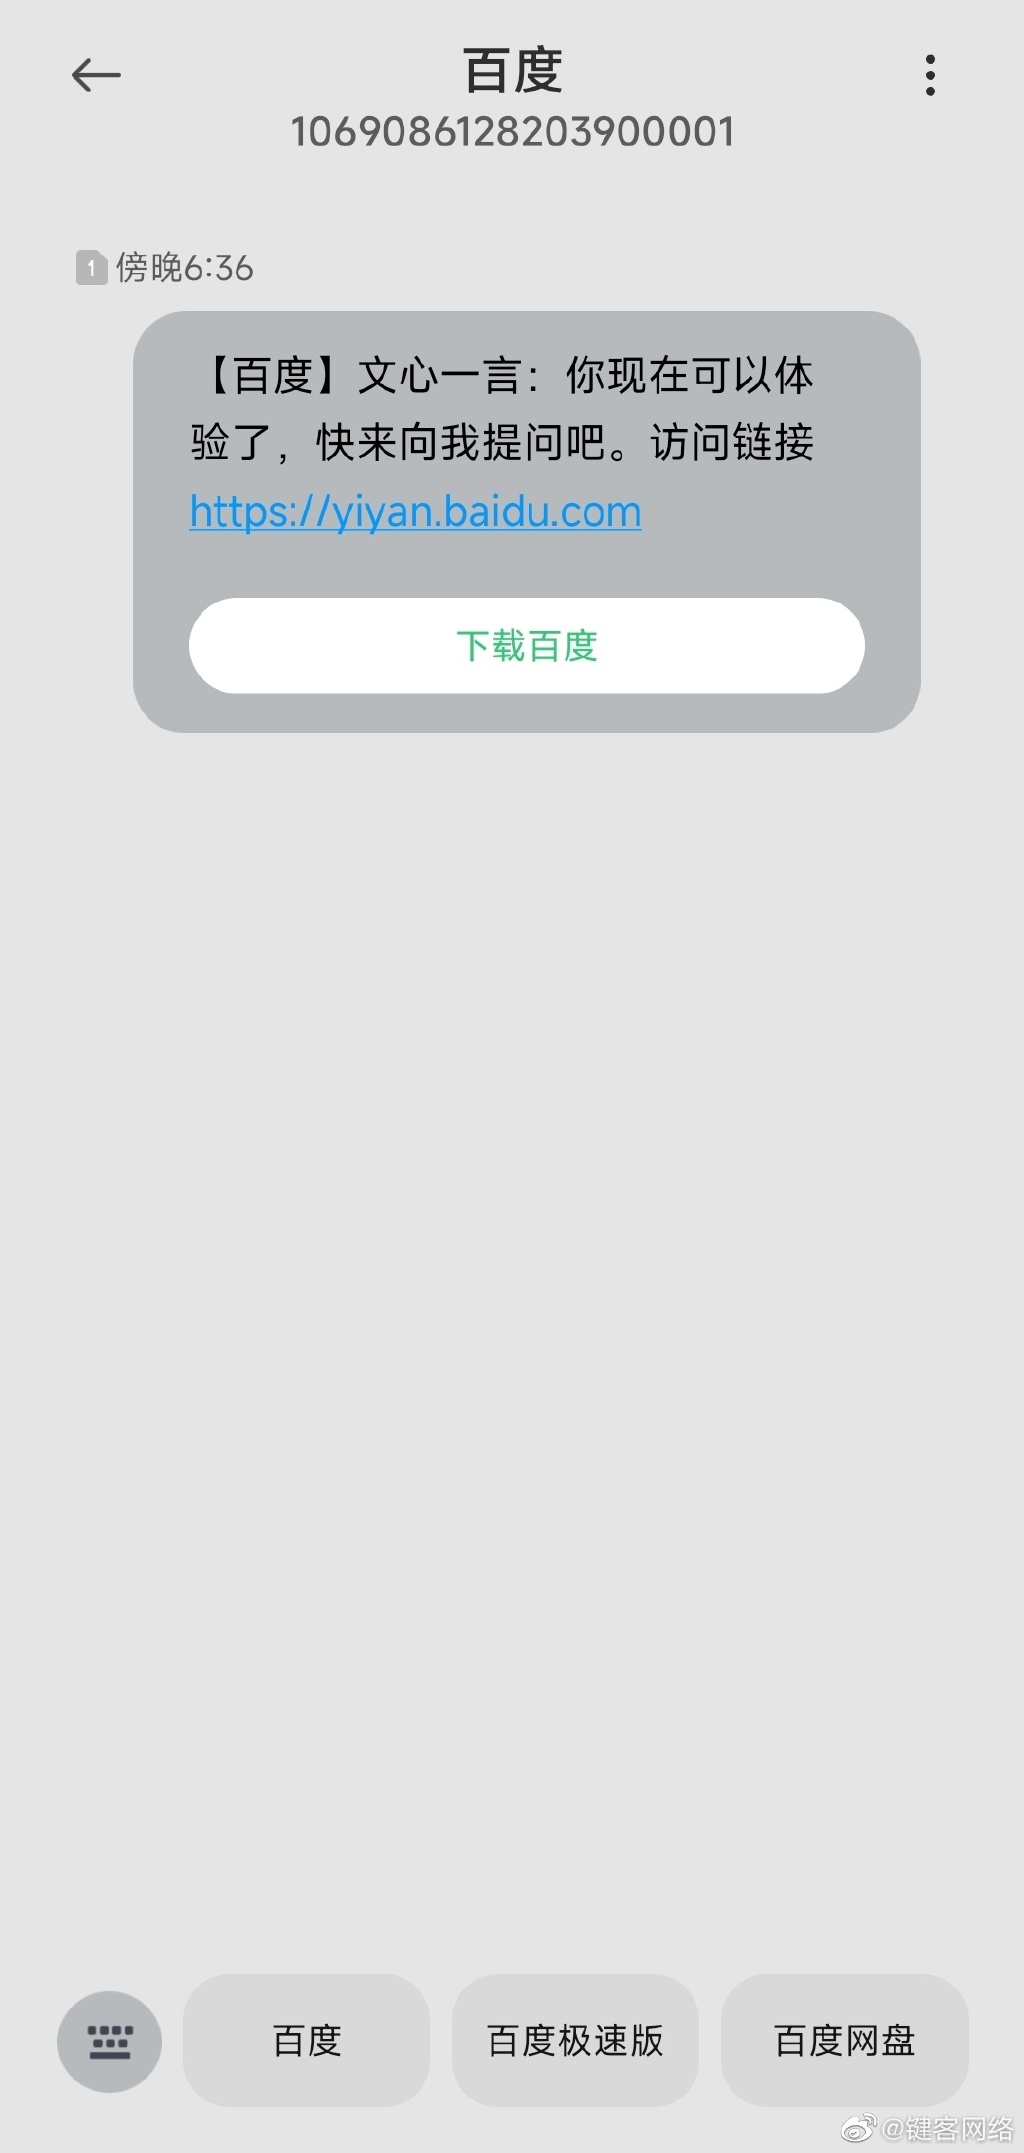 百度
1069086128203900001
1 傍晚6:36
【百度】文心一言：你现在可以体
验了，快来向我提问吧。访问链接
https://yiyan.baidu.com
下载百度
百度 百度极速版 百度网盘
@键客网络